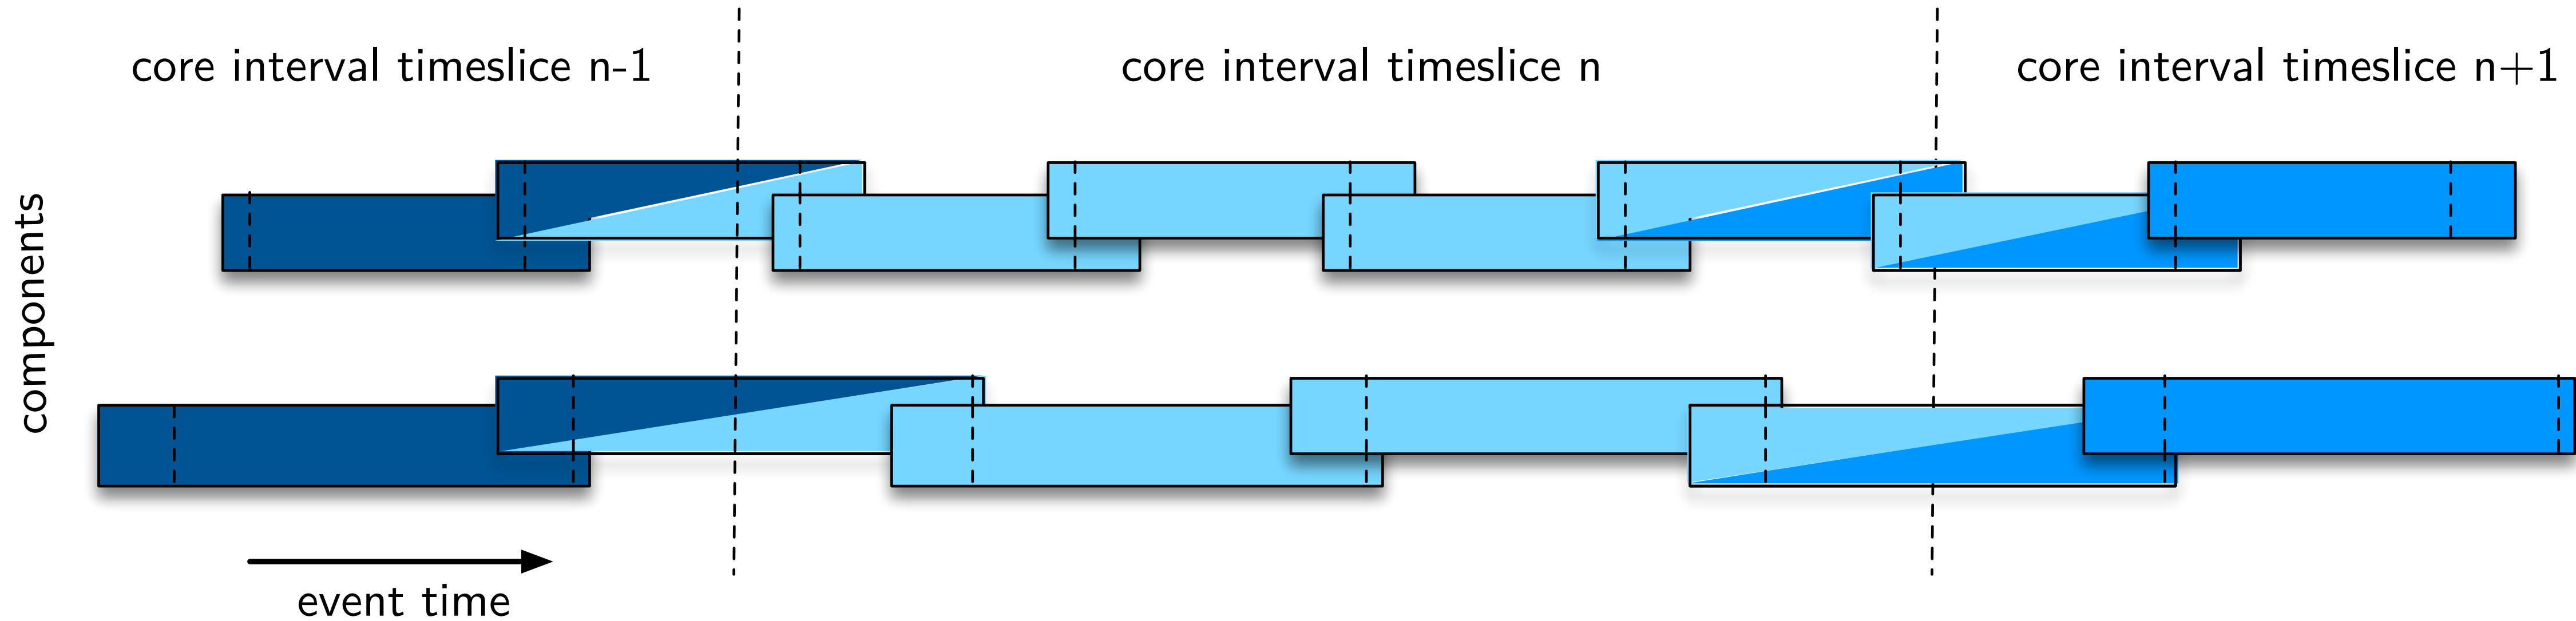 core interval timeslice n-1
core interval timeslice n
core interval timeslice n+1
components
event time